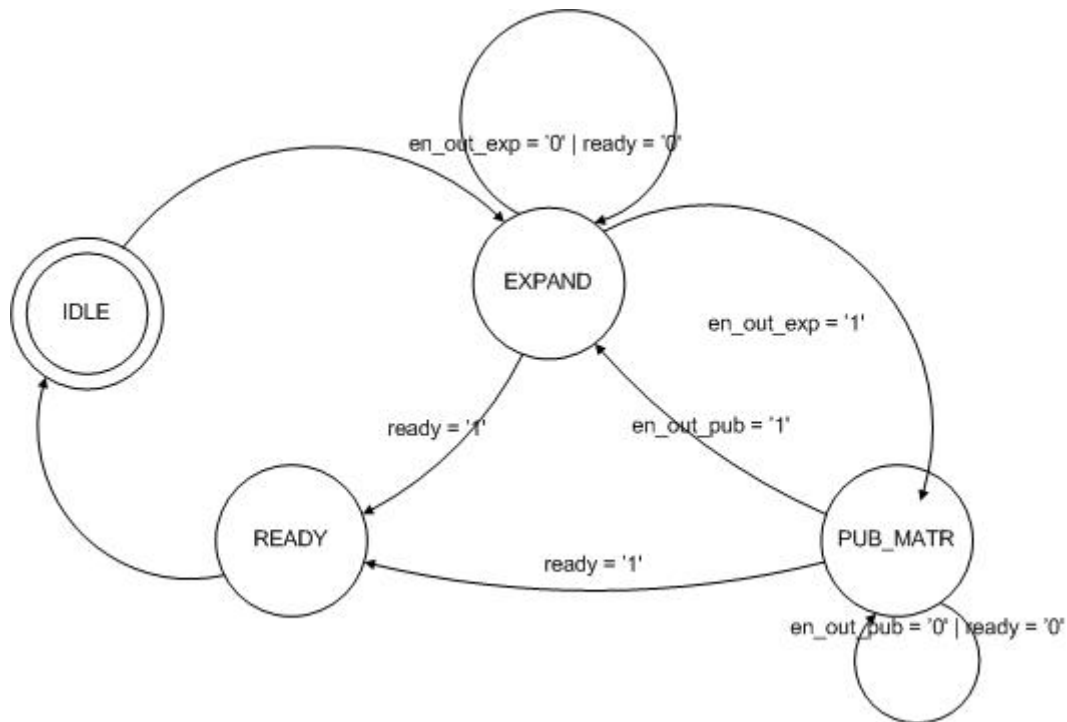 en_out_exp = '0' | ready = '0'
EXPAND
IDLE
en_out_exp = '1'
ready = '1'
en_out_pub = '1'
READY
PUB_MATR
ready = '1'
en_out_pub = '0' | ready = '0'